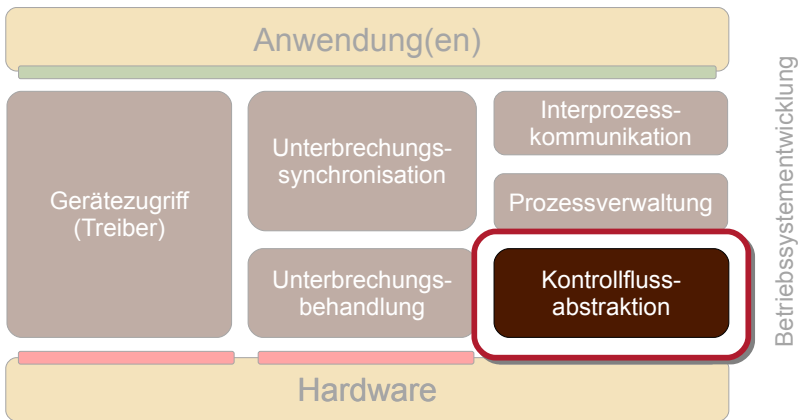 Anwendung(en)
Gerätezugriff
(Treiber)
Unterbrechungs-
synchronisation
Interprozess-
kommunikation
Prozessverwaltung
Unterbrechungs-
behandlung
Kontrollfluss-
abstraktion
Hardware
Betriebssystementwicklung